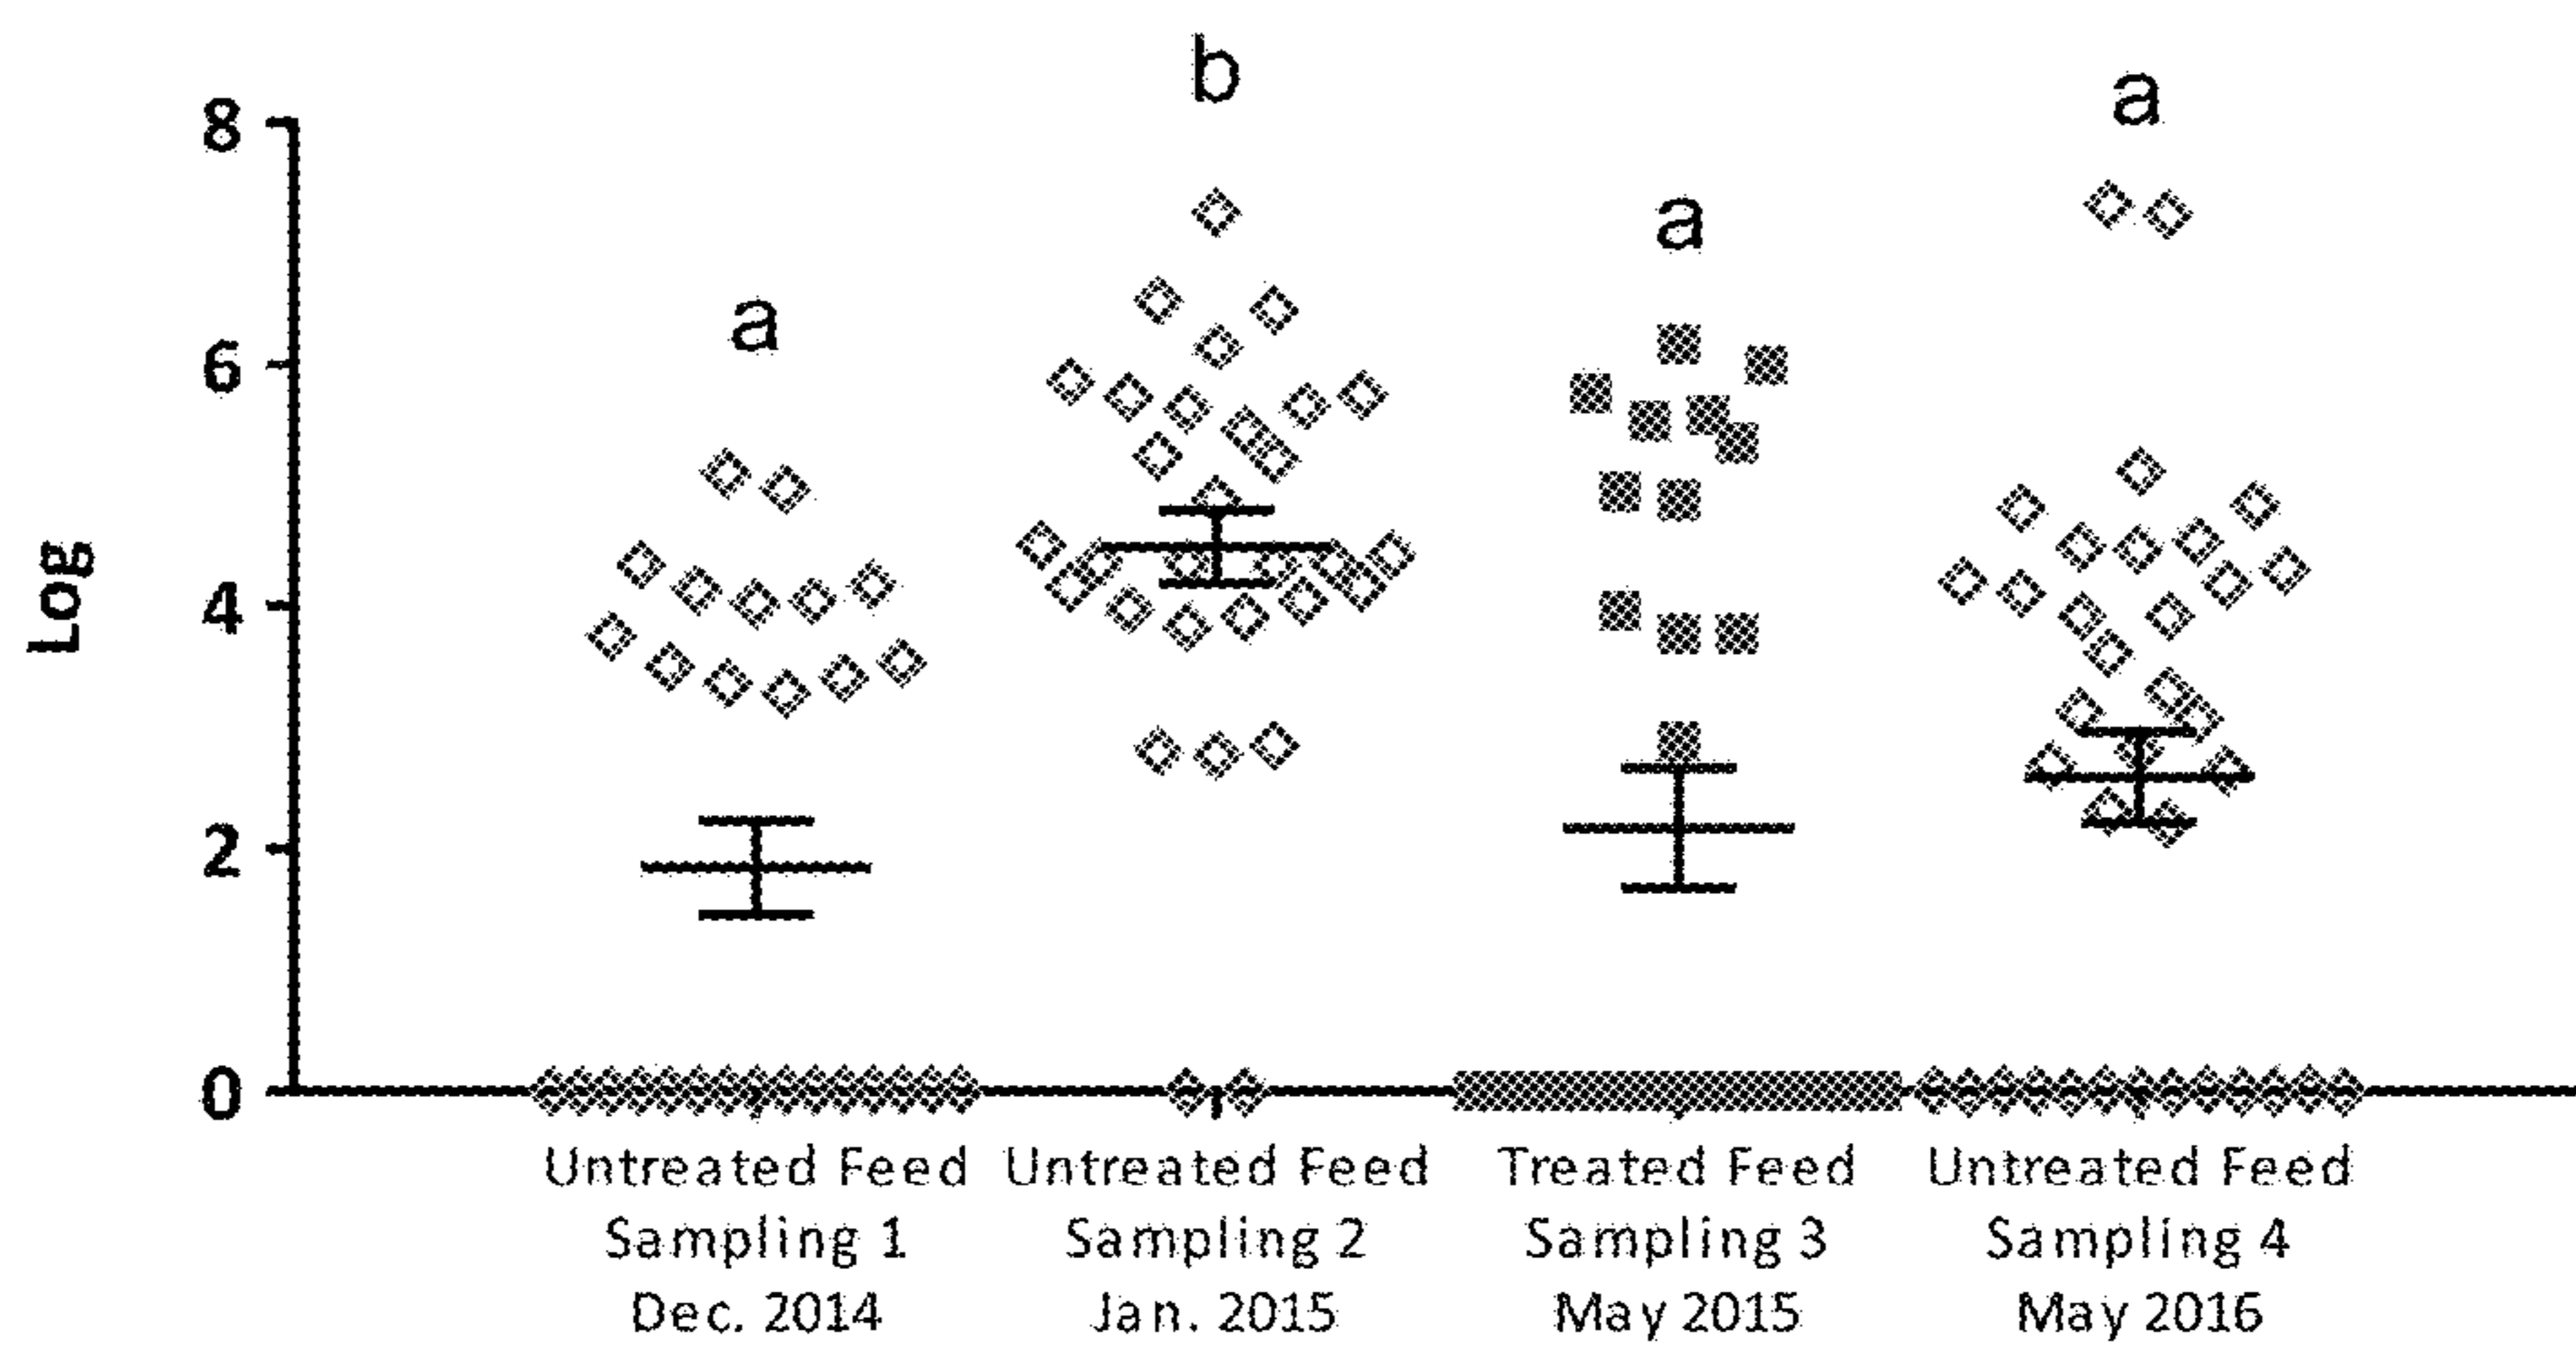 b
a
a
a
8
6
4
2
0
Log
Untreated Feed Untreated Feed Treated Feed Untreated Feed
Sampling 1 Sampling 2 Sampling 3 Sampling 4
Dec. 2014 Jan. 2015 May 2015 May 2016